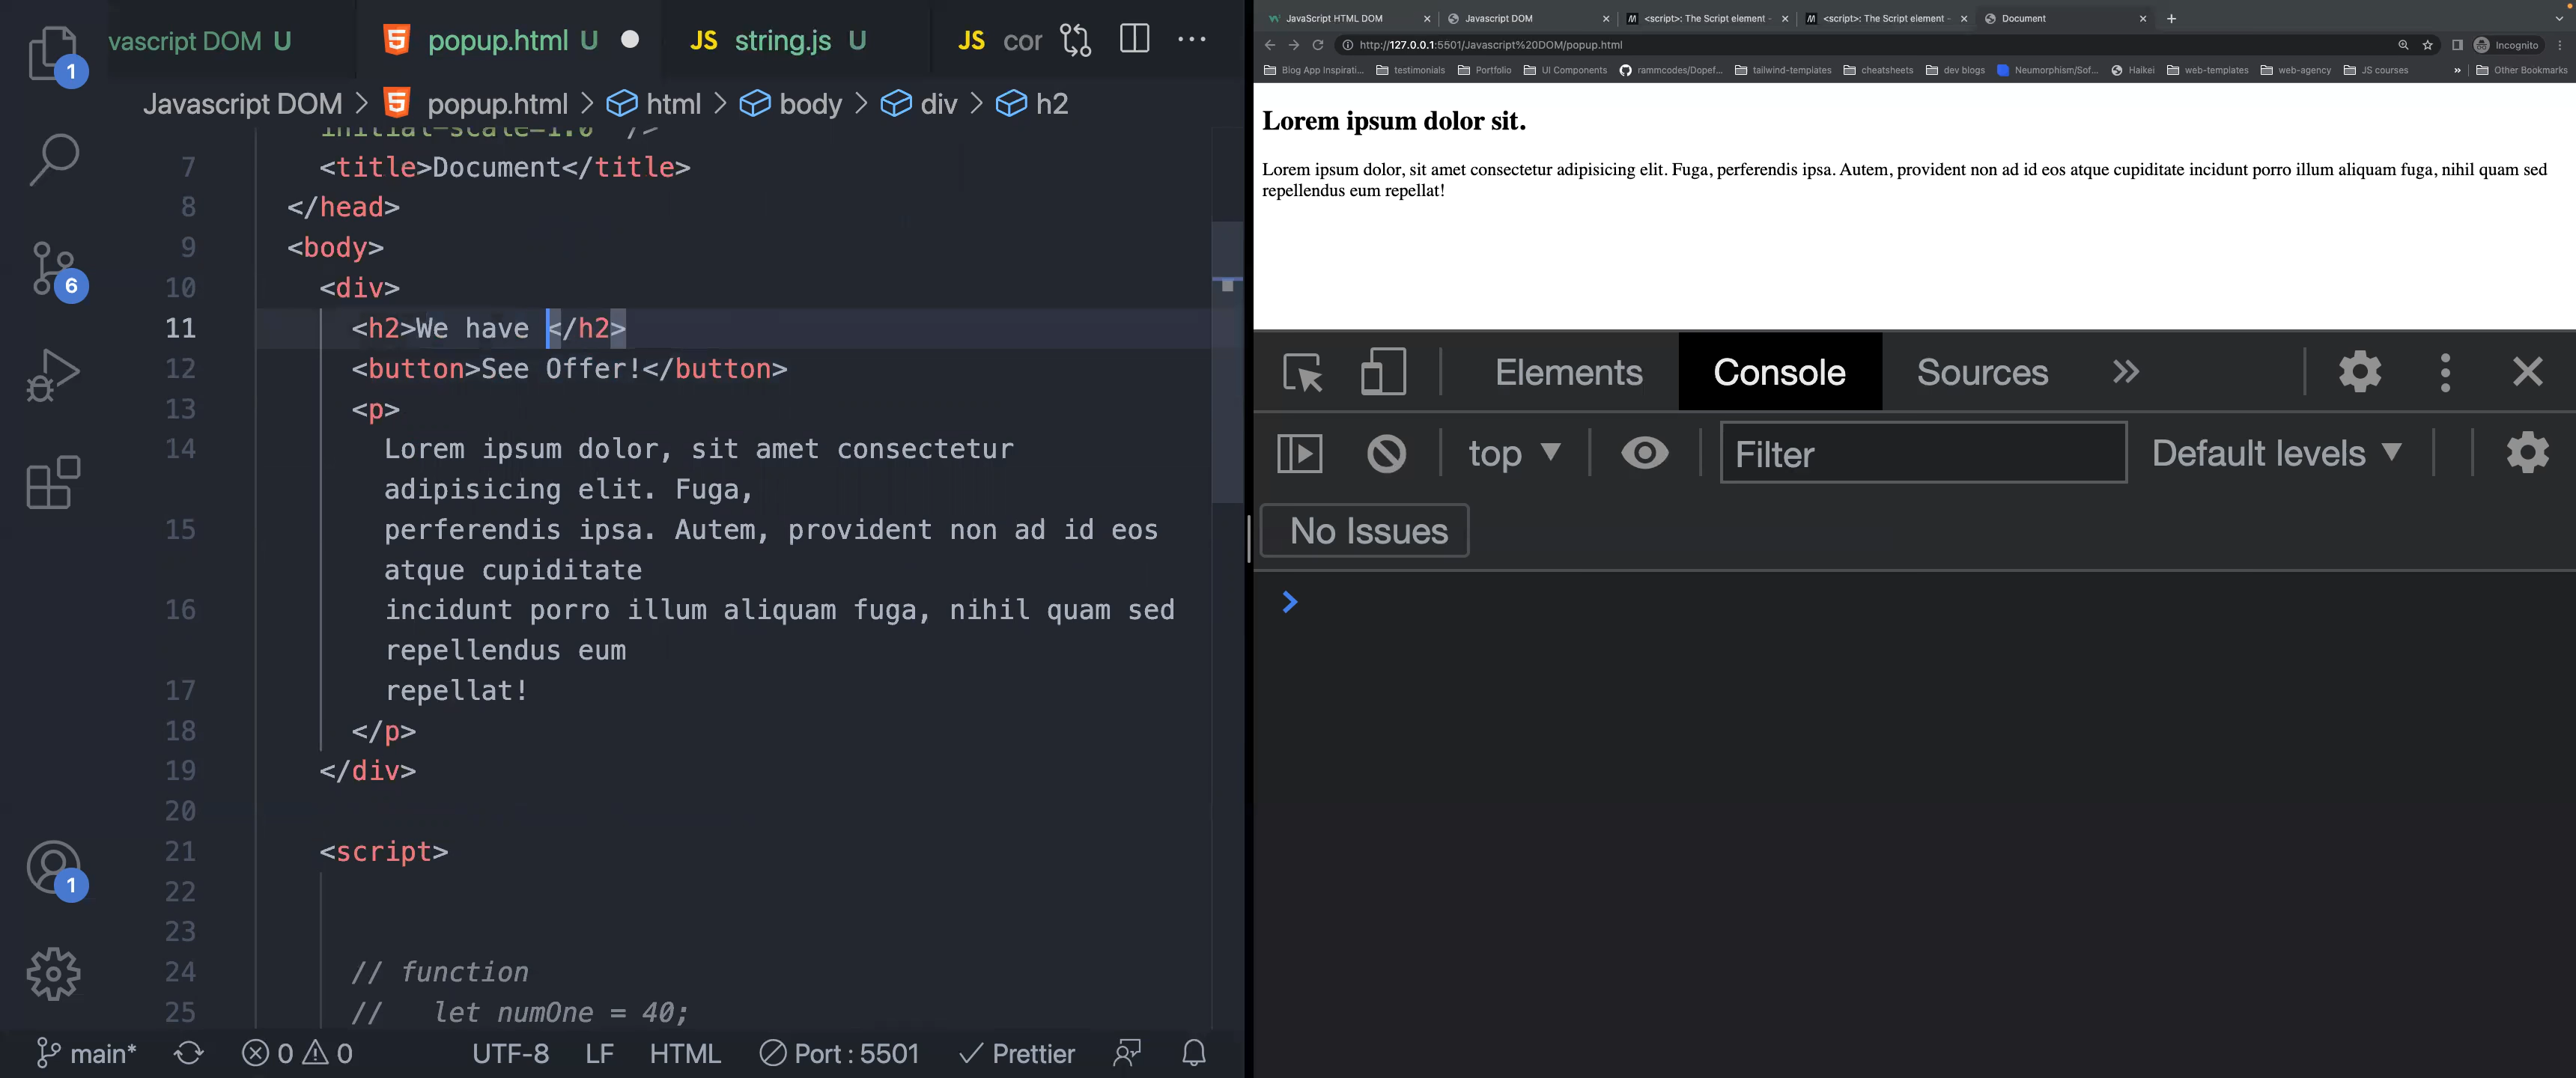 vascript DOM U
popup.html U
JS string.js U
JS cor
Javascript DOM > popup.html > html > body > div > h2
initial-scale=1.0" />
7 <title>Document</title>
8 </head>
9 <body>
10 <div>
11 <h2>We have </h2>
12 <button>See Offer!</button>
13 <p>
14 Lorem ipsum dolor, sit amet consectetur
adipisicing elit. Fuga,
15 perferendis ipsa. Autem, provident non ad id eos
atque cupiditate
16 incidunt porro illum aliquam fuga, nihil quam sed
repellendus eum
17 repellat!
18 </p>
19 </div>
20
21 <script>
22
23
24 // function
25 // let numOne = 40;
1
6
1
main* 0 0 UTF-8 LF HTML Port : 5501 Prettier
JavaScript HTML DOM
Javascript DOM
<script>: The Script element -
<script>: The Script element -
Document
http://127.0.0.1:5501/Javascript%20DOM/popup.html
Incognito
Blog App Inspirati... testimonials Portfolio UI Components rammcodes/Dopef... tailwind-templates cheatsheets dev blogs Neumorphism/Sof... Haikei web-templates web-agency JS courses » Other Bookmarks
Lorem ipsum dolor sit.
Lorem ipsum dolor, sit amet consectetur adipisicing elit. Fuga, perferendis ipsa. Autem, provident non ad id eos atque cupiditate incidunt porro illum aliquam fuga, nihil quam sed
repellendus eum repellat!
Elements Console Sources »
top Filter Default levels
No Issues